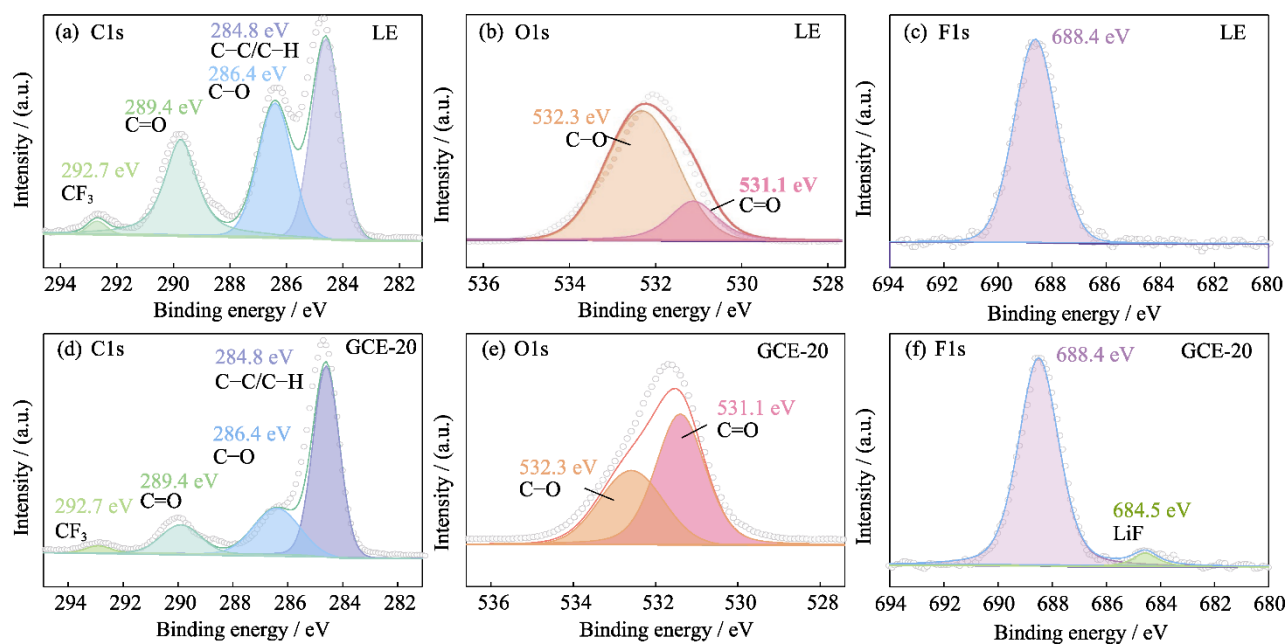 (a) C1s
284.8 eV
LE
C−C/C−H
286.4 eV
C−O
289.4 eV
C=O
292.7 eV
CF₃
Intensity / (a.u.)
294 292 290 288 286 284 282
Binding energy / eV
(b) O1s
LE
532.3 eV
C−O
531.1 eV
C=O
Intensity / (a.u.)
536 534 532 530 528
Binding energy / eV
(c) F1s
688.4 eV
LE
Intensity / (a.u.)
694 692 690 688 686 684 682 680
Binding energy / eV
(d) C1s
284.8 eV
GCE-20
C−C/C−H
286.4 eV
C−O
289.4 eV
C=O
292.7 eV
CF₃
Intensity / (a.u.)
294 292 290 288 286 284 282
Binding energy / eV
(e) O1s
GCE-20
531.1 eV
C=O
532.3 eV
C−O
Intensity / (a.u.)
536 534 532 530 528
Binding energy / eV
(f) F1s
GCE-20
688.4 eV
684.5 eV
LiF
Intensity / (a.u.)
694 692 690 688 686 684 682 680
Binding energy / eV